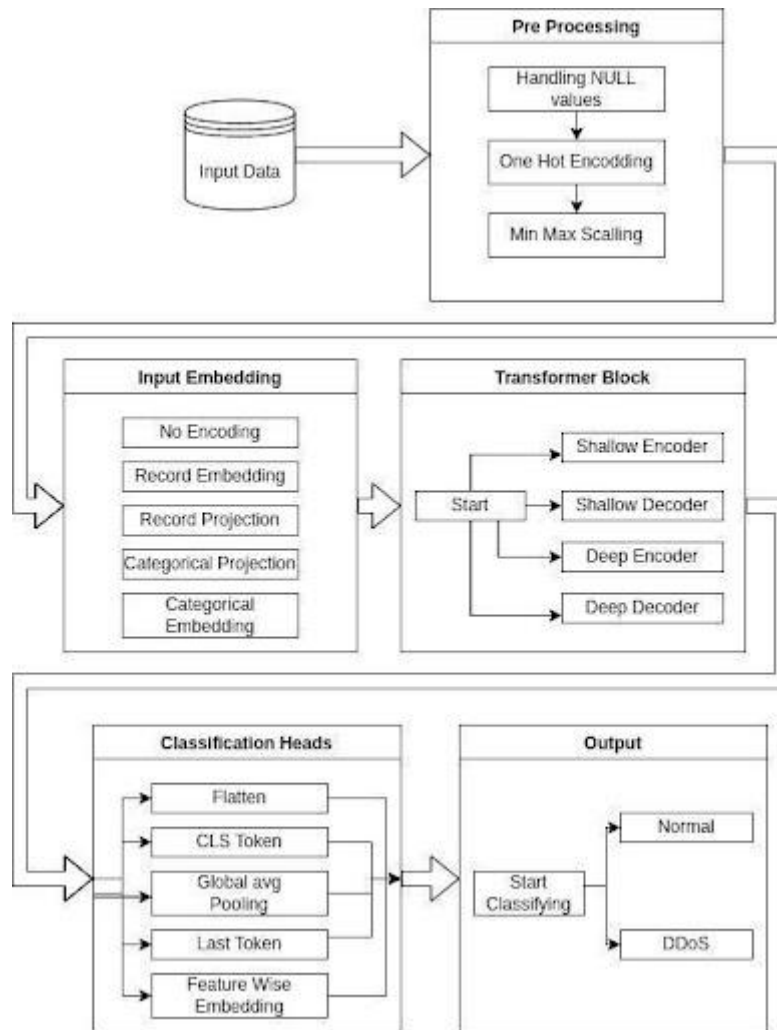 Pre Processing
Handling NULL
values
Input Data
One Hot Encodding
Min Max Scalling
Input Embedding
No Encoding
Record Embedding
Record Projection
Categorical Projection
Categorical
Embedding
Transformer Block
Start
Shallow Encoder
Shallow Decoder
Deep Encoder
Deep Decoder
Classification Heads
Flatten
CLS Token
Global avg
Pooling
Last Token
Feature Wise
Embedding
Output
Start
Classifying
Normal
DDoS